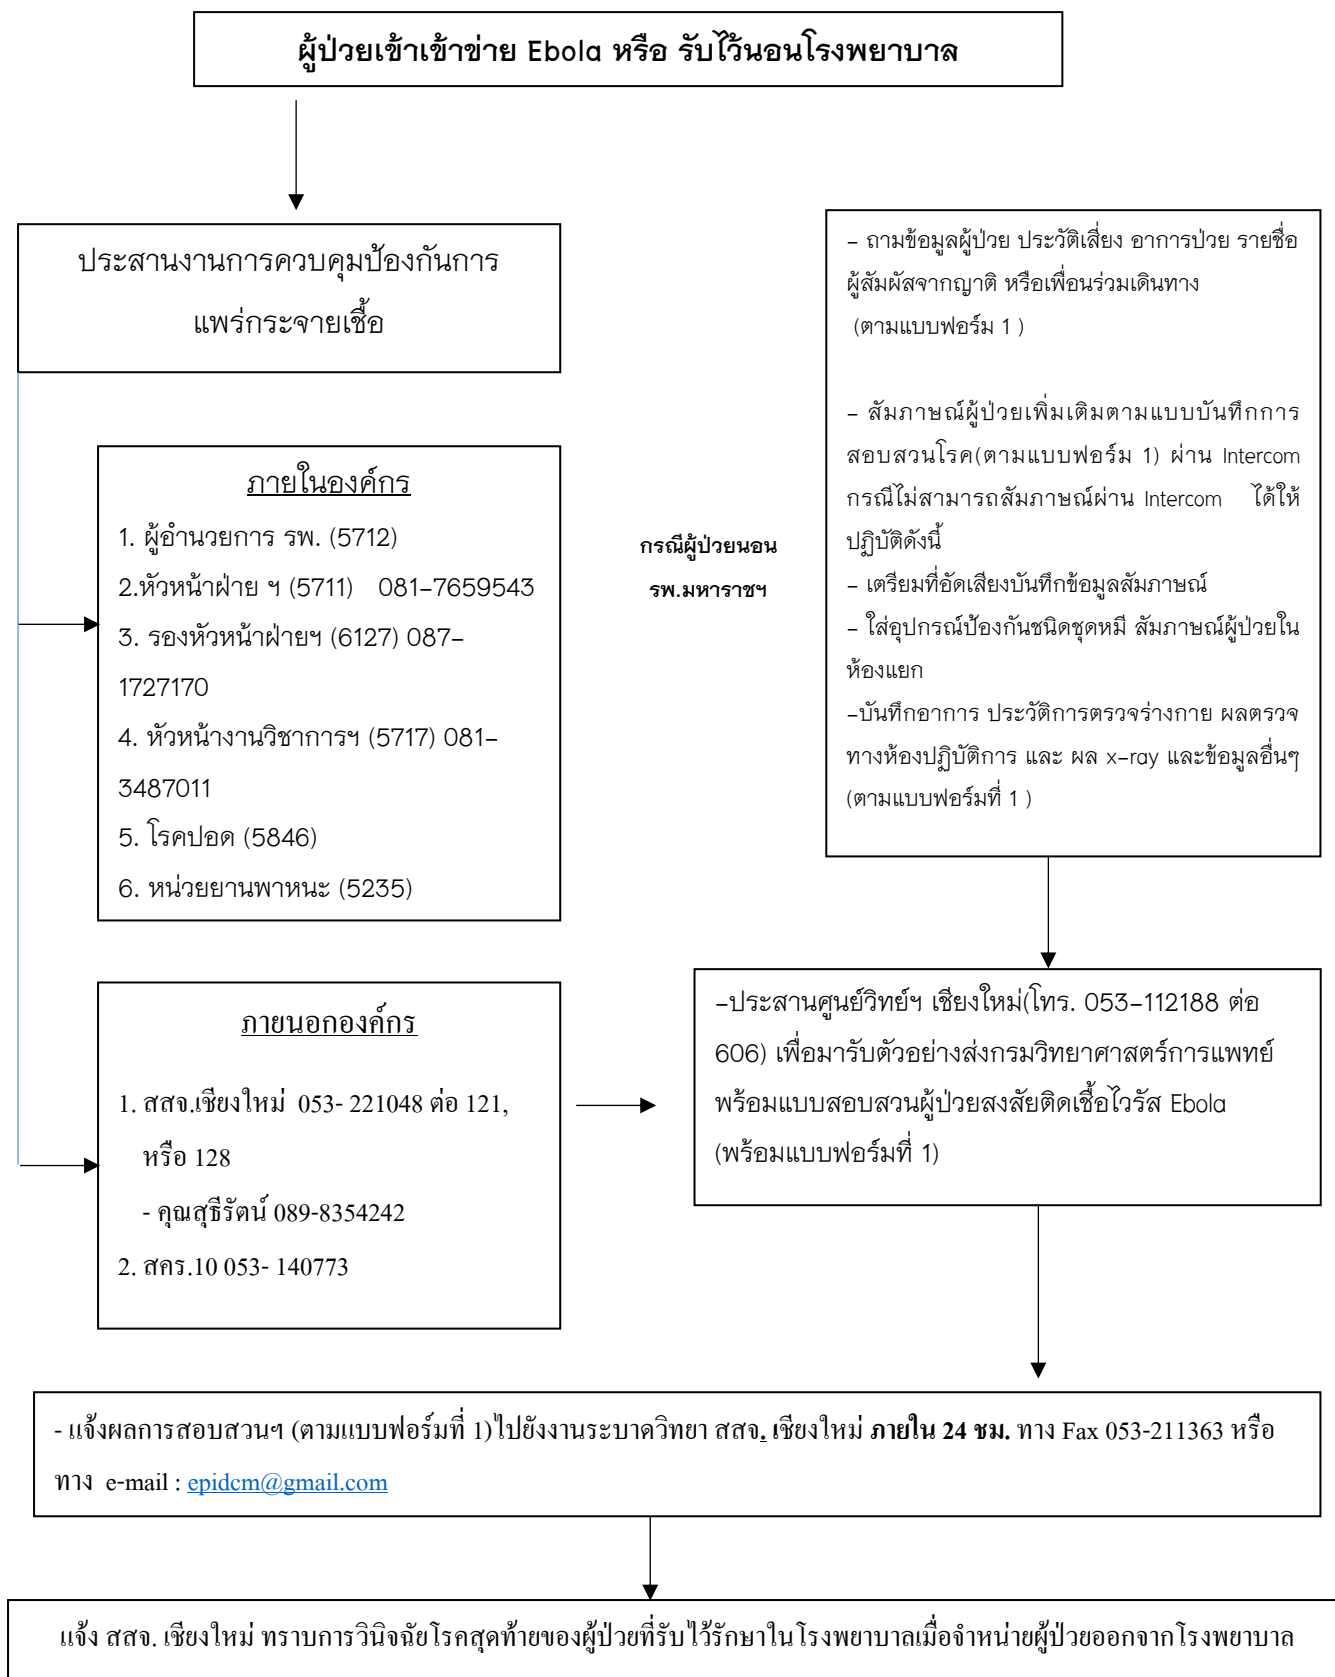 ผู้ป่วยเข้าเข้าข่าย Ebola หรือ รับไว้นอนโรงพยาบาล
ประสานงานการควบคุมป้องกันการ
แพร่กระจายเชื้อ
ภายในองค์กร
1. ผู้อำนวยการ รพ. (5712)
2.หัวหน้าฝ่าย ฯ (5711) 081-7659543
3. รองหัวหน้าฝ่ายฯ (6127) 087-
1727170
4. หัวหน้างานวิชาการฯ (5717) 081-
3487011
5. โรคปอด (5846)
6. หน่วยยานพาหนะ (5235)
กรณีผู้ป่วยนอน
รพ.มหาราชฯ
- ถามข้อมูลผู้ป่วย ประวัติเสี่ยง อาการป่วย รายชื่อ
ผู้สัมผัสจากญาติ หรือเพื่อนร่วมเดินทาง
(ตามแบบฟอร์ม 1 )
- สัมภาษณ์ผู้ป่วยเพิ่มเติมตามแบบบันทึกการ
สอบสวนโรค(ตามแบบฟอร์ม 1) ผ่าน Intercom
กรณีไม่สามารถสัมภาษณ์ผ่าน Intercom ได้ให้
ปฏิบัติดังนี้
- เตรียมที่อัดเสียงบันทึกข้อมูลสัมภาษณ์
- ใส่อุปกรณ์ป้องกันชนิดชุดหมี สัมภาษณ์ผู้ป่วยใน
ห้องแยก
-บันทึกอาการ ประวัติการตรวจร่างกาย ผลตรวจ
ทางห้องปฏิบัติการ และ ผล x-ray และข้อมูลอื่นๆ
(ตามแบบฟอร์มที่ 1 )
ภายนอกองค์กร
1. สสจ.เชียงใหม่ 053- 221048 ต่อ 121,
หรือ 128
- คุณสุธีรัตน์ 089-8354242
2. สคร.10 053- 140773
-ประสานศูนย์วิทย์ฯ เชียงใหม่(โทร. 053-112188 ต่อ
606) เพื่อมารับตัวอย่างส่งกรมวิทยาศาสตร์การแพทย์
พร้อมแบบสอบสวนผู้ป่วยสงสัยติดเชื้อไวรัส Ebola
(พร้อมแบบฟอร์มที่ 1)
- แจ้งผลการสอบสวนฯ (ตามแบบฟอร์มที่ 1)ไปยังงานระบาดวิทยา สสจ. เชียงใหม่ ภายใน 24 ชม. ทาง Fax 053-211363 หรือ
ทาง e-mail : epidcm@gmail.com
แจ้ง สสจ. เชียงใหม่ ทราบการวินิจฉัยโรคสุดท้ายของผู้ป่วยที่รับไว้รักษาในโรงพยาบาลเมื่อจำหน่ายผู้ป่วยออกจากโรงพยาบาล